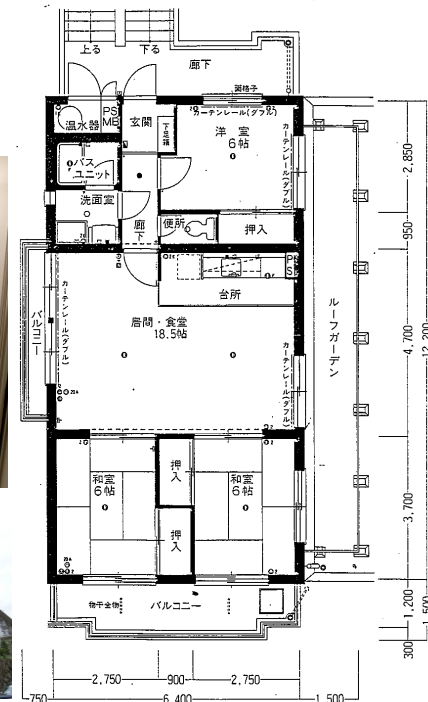 上る
下る
廊下
面格子
カーテンレール(ダブル)
温水器
PS
MB
玄関
下足箱
洋室
6帖
カーテンレール(ダブル)
バス
ユニット
洗面室
廊下
便所
押入
PS
台所
バルコニー
カーテンレール(ダブル)
居間・食堂
18.5帖
カーテンレール(ダブル)
ルーフガーデン
和室
6帖
押入
押入
和室
6帖
物干金物
バルコニー
2,850
950
4,700
12,200
3,700
1,200
1,500
300
2,750
900
2,750
750
6,400
1,500